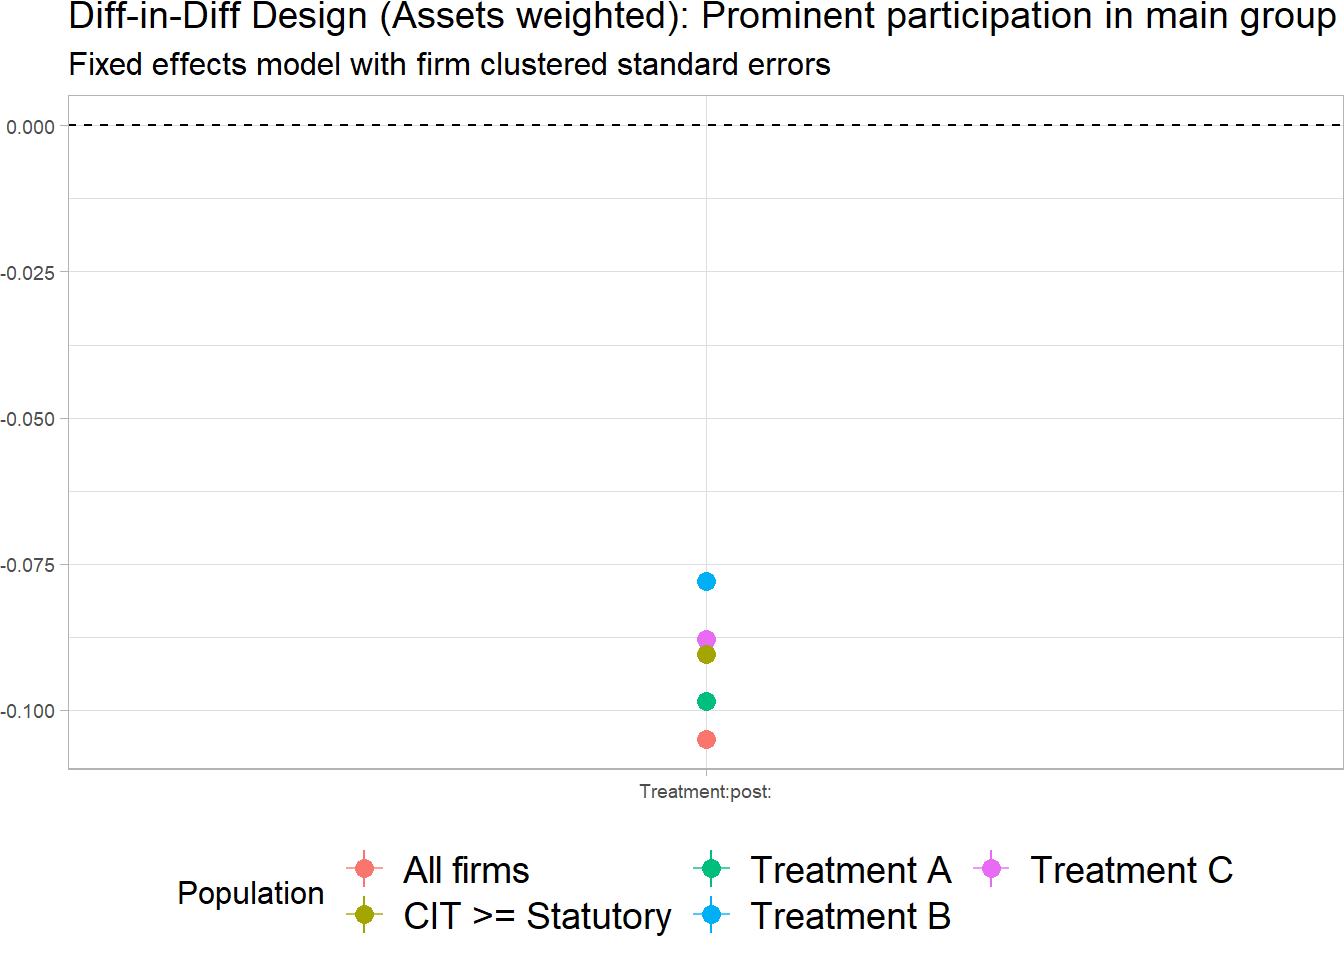 Diff-in-Diff Design (Assets weighted): Prominent participation in main group
Fixed effects model with firm clustered standard errors
0.000
-0.025
-0.050
-0.075
-0.100
Treatment:post:
Population
All firms
CIT >= Statutory
Treatment A
Treatment B
Treatment C